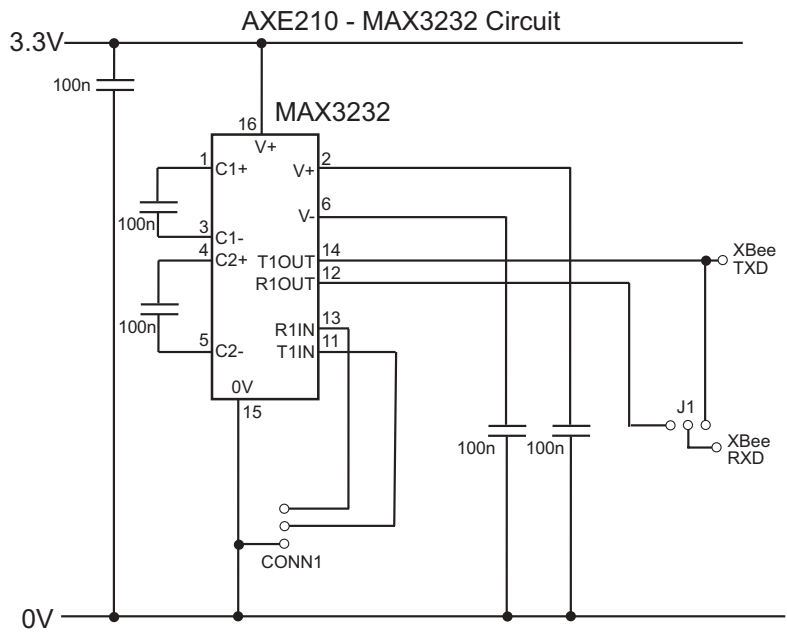 AXE210 - MAX3232 Circuit
3.3V
100n
MAX3232
16
V+
1
C1+
2
V+
100n
6
V-
3
C1-
4
C2+
14
T1OUT
XBee
TXD
12
R1OUT
100n
13
R1IN
11
T1IN
5
C2-
0V
15
J1
100n
100n
XBee
RXD
CONN1
0V